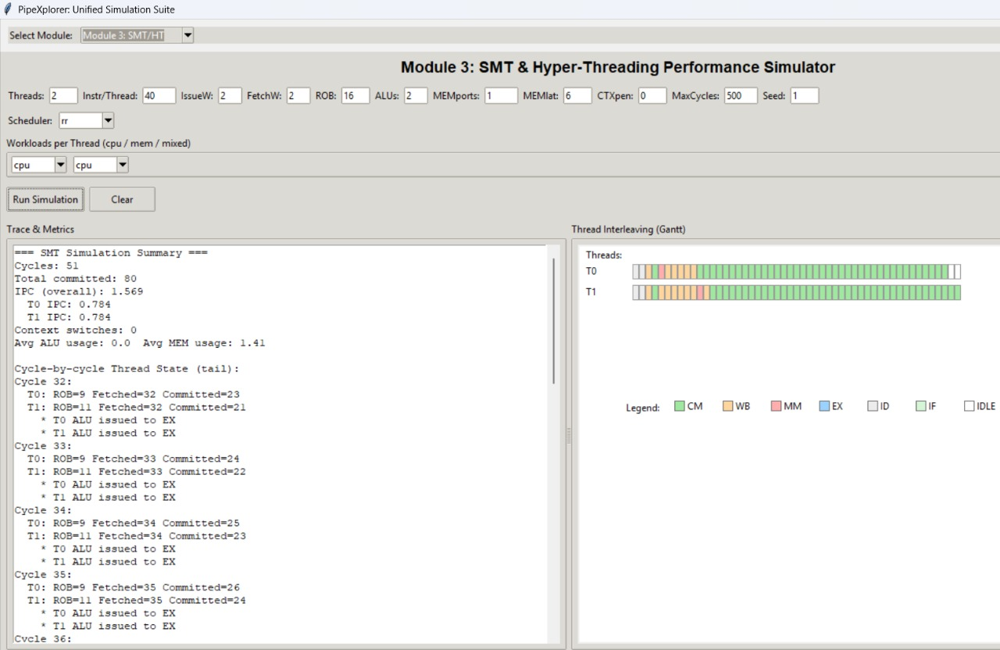 PipeXplorer: Unified Simulation Suite
Select Module: Module 3: SMT/HT
Module 3: SMT & Hyper-Threading Performance Simulator
Threads: 2 Instr/Thread: 40 IssueW: 2 FetchW: 2 ROB: 16 ALUs: 2 MEMports: 1 MEMlat: 6 CTXpen: 0 MaxCycles: 500 Seed: 1
Scheduler: rr
Workloads per Thread (cpu / mem / mixed)
cpu cpu
Run Simulation Clear
Trace & Metrics
=== SMT Simulation Summary ===
Cycles: 51
Total committed: 80
IPC (overall): 1.569
T0 IPC: 0.784
T1 IPC: 0.784
Context switches: 0
Avg ALU usage: 0.0 Avg MEM usage: 1.41
Cycle-by-cycle Thread State (tail):
Cycle 32:
T0: ROB=9 Fetched=32 Committed=23
T1: ROB=11 Fetched=32 Committed=21
* T0 ALU issued to EX
* T1 ALU issued to EX
Cycle 33:
T0: ROB=9 Fetched=33 Committed=24
T1: ROB=11 Fetched=33 Committed=22
* T0 ALU issued to EX
* T1 ALU issued to EX
Cycle 34:
T0: ROB=9 Fetched=34 Committed=25
T1: ROB=11 Fetched=34 Committed=23
* T0 ALU issued to EX
* T1 ALU issued to EX
Cycle 35:
T0: ROB=9 Fetched=35 Committed=26
T1: ROB=11 Fetched=35 Committed=24
* T0 ALU issued to EX
* T1 ALU issued to EX
Cycle 36:
Thread Interleaving (Gantt)
Threads:
T0
T1
Legend: CM WB MM EX ID IF IDLE